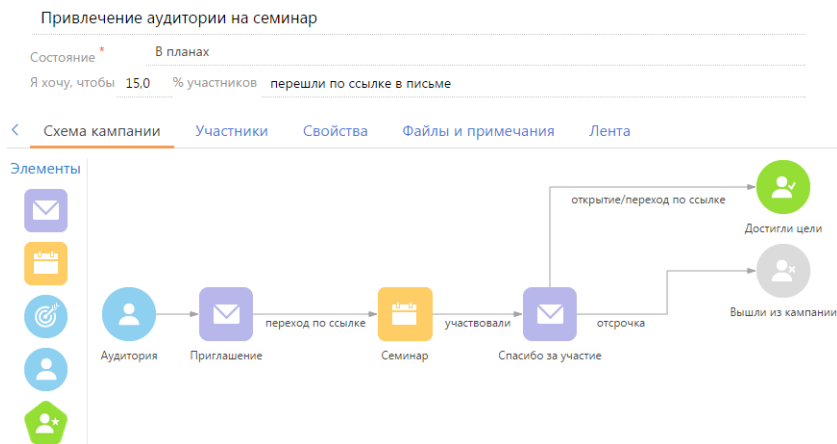 Привлечение аудитории на семинар
Состояние * В планах
Я хочу, чтобы 15,0 % участников перешли по ссылке в письме
Схема кампании Участники Свойства Файлы и примечания Лента
Элементы
открытие/переход по ссылке
Достигли цели
переход по ссылке участвовали отсрочка
Вышли из кампании
Аудитория Приглашение Семинар Спасибо за участие